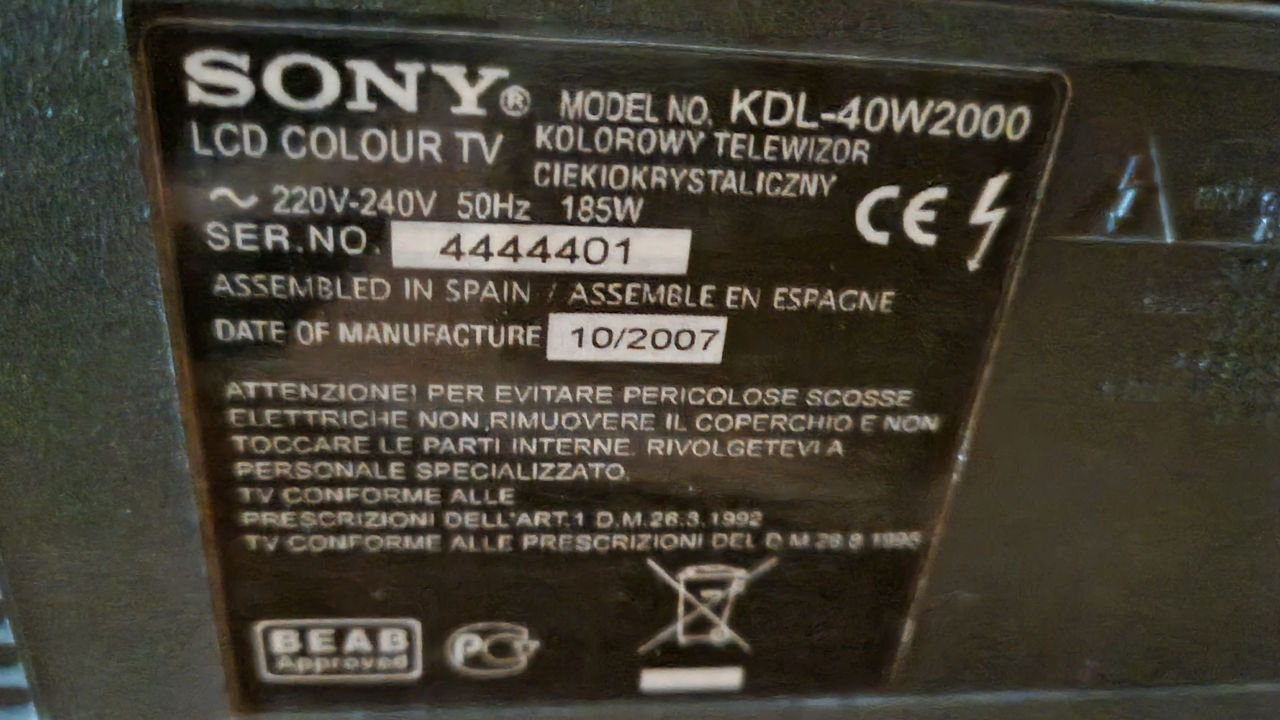 SONY® MODEL NO. KDL-40W2000
LCD COLOUR TV KOLOROWY TELEWIZOR
CIEKIOKRYSTALICZNY
~ 220V-240V 50Hz 185W
CE
SER.NO. 4444401
ASSEMBLED IN SPAIN / ASSEMBLE EN ESPAGNE
DATE OF MANUFACTURE 10/2007
ATTENZIONE! PER EVITARE PERICOLOSE SCOSSE
ELETTRICHE NON RIMUOVERE IL COPERCHIO E NON
TOCCARE LE PARTI INTERNE. RIVOLGETEVI A
PERSONALE SPECIALIZZATO.
TV CONFORME ALLE
PRESCRIZIONI DELL'ART.1 D.M.26.3.1992
TV CONFORME ALLE PRESCRIZIONI DEL D.M
BEAB
Approved